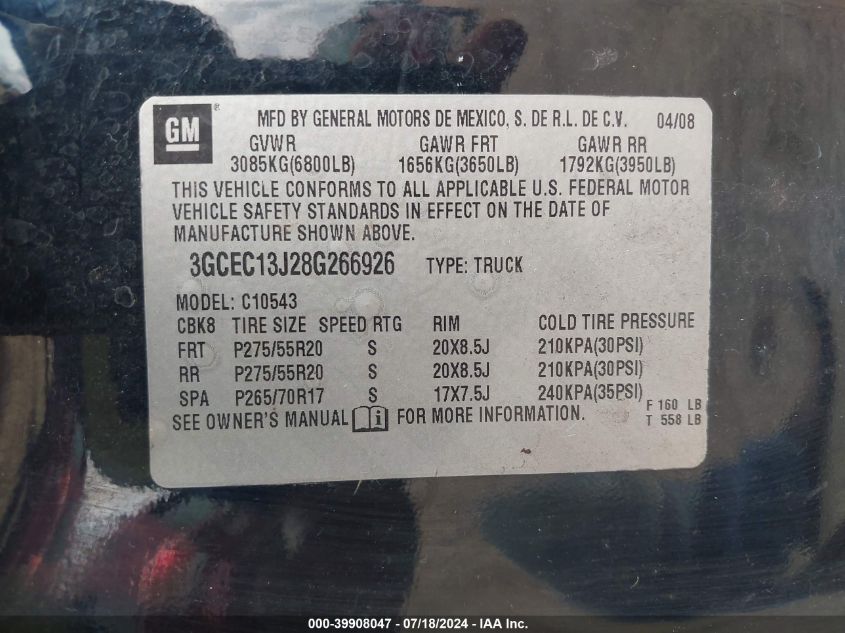 GM ® MFD BY GENERAL MOTORS DE MEXICO, S. DE R.L. DE C.V. 04/08
GVWR GAWR FRT GAWR RR
3085KG(6800LB) 1656KG(3650LB) 1792KG(3950LB)
THIS VEHICLE CONFORMS TO ALL APPLICABLE U.S. FEDERAL MOTOR
VEHICLE SAFETY STANDARDS IN EFFECT ON THE DATE OF
MANUFACTURE SHOWN ABOVE.
3GCEC13J28G266926 TYPE: TRUCK
MODEL: C10543
CBK8 TIRE SIZE SPEED RTG RIM COLD TIRE PRESSURE
FRT P275/55R20 S 20X8.5J 210KPA(30PSI)
RR P275/55R20 S 20X8.5J 210KPA(30PSI)
SPA P265/70R17 S 17X7.5J 240KPA(35PSI)
SEE OWNER'S MANUAL i FOR MORE INFORMATION.
F 160 LB
T 558 LB
000-39908047 / 07/18/2024 - IAA Inc.